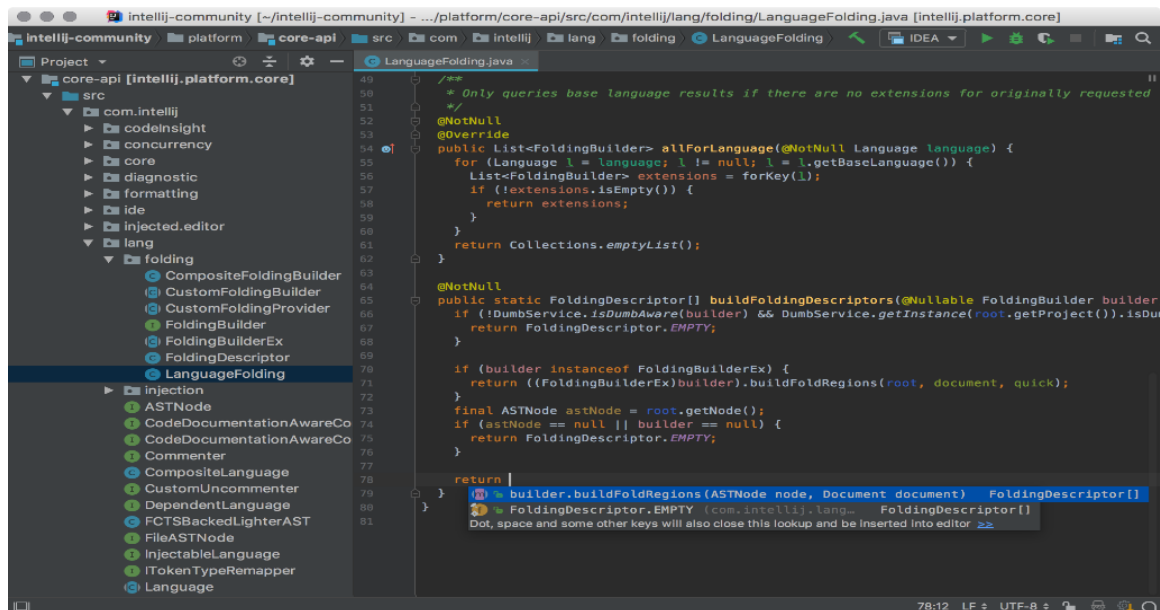 intellij-community [~/intellij-community] - .../platform/core-api/src/com/intellij/lang/folding/LanguageFolding.java [intellij.platform.core]
intellij-community platform core-api src com intellij lang folding LanguageFolding IDEA
Project
LanguageFolding.java
core-api [intellij.platform.core]
src
com.intellij
codeInsight
concurrency
core
diagnostic
formatting
ide
injected.editor
lang
folding
CompositeFoldingBuilder
CustomFoldingBuilder
CustomFoldingProvider
FoldingBuilder
FoldingBuilderEx
FoldingDescriptor
LanguageFolding
injection
ASTNode
CodeDocumentationAwareCo
CodeDocumentationAwareCo
Commenter
CompositeLanguage
CustomUncommenter
DependentLanguage
FCTSBackedLighterAST
FileASTNode
InjectableLanguage
ITokenTypeRemapper
Language
49 /**
50 * Only queries base language results if there are no extensions for originally requested
51 */
52 @NotNull
53 @Override
54 public List<FoldingBuilder> allForLanguage(@NotNull Language language) {
55 for (Language l = language; l != null; l = l.getBaseLanguage()) {
56 List<FoldingBuilder> extensions = forKey(l);
57 if (!extensions.isEmpty()) {
58 return extensions;
59 }
60 }
61 return Collections.emptyList();
62 }
63
64 @NotNull
65 public static FoldingDescriptor[] buildFoldingDescriptors(@Nullable FoldingBuilder builder
66 if (!DumbService.isDumbAware(builder) && DumbService.getInstance(root.getProject()).isDu
67 return FoldingDescriptor.EMPTY;
68 }
69
70 if (builder instanceof FoldingBuilderEx) {
71 return ((FoldingBuilderEx)builder).buildFoldRegions(root, document, quick);
72 }
73 final ASTNode astNode = root.getNode();
74 if (astNode == null || builder == null) {
75 return FoldingDescriptor.EMPTY;
76 }
77
78 return
79 }
builder.buildFoldRegions(ASTNode node, Document document) FoldingDescriptor[]
80 }
FoldingDescriptor.EMPTY (com.intellij.lang… FoldingDescriptor[]
81
Dot, space and some other keys will also close this lookup and be inserted into editor >>
78:12 LF UTF-8